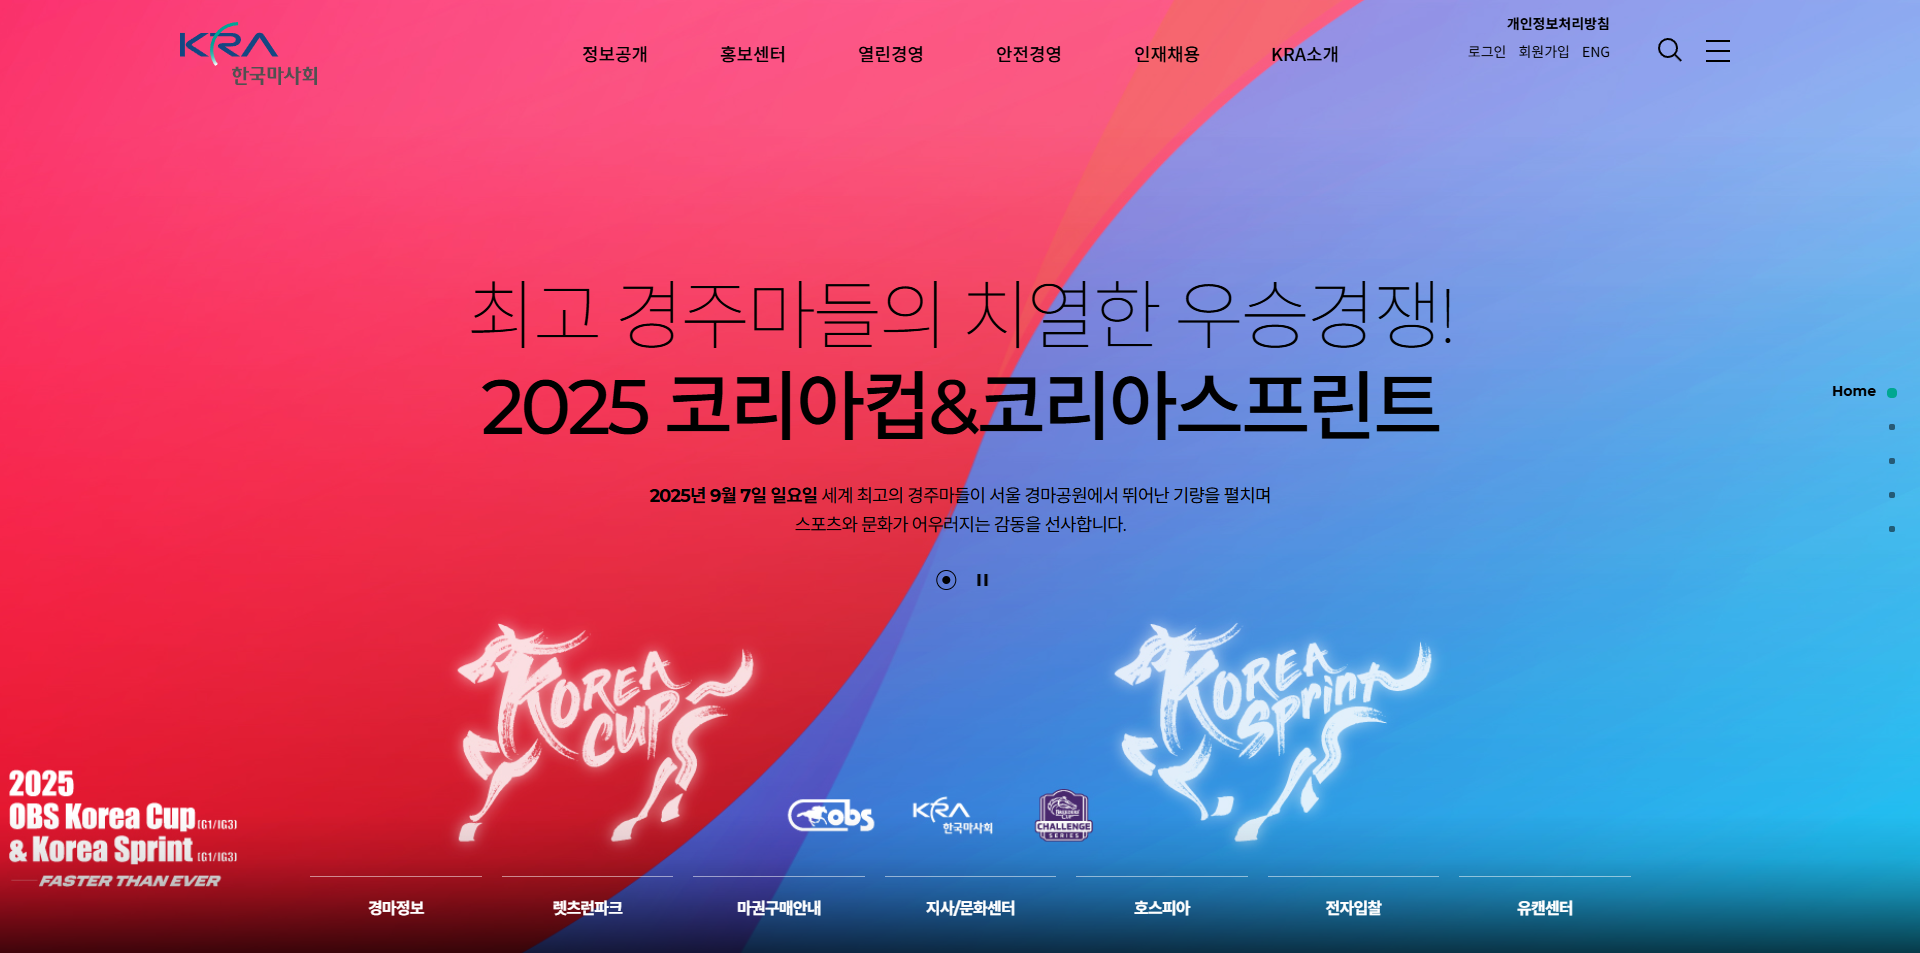 KRA
한국마사회
정보공개
홍보센터
열린경영
안전경영
인재채용
KRA소개
개인정보처리방침
로그인 회원가입 ENG
최고 경주마들의 치열한 우승경쟁!
2025 코리아컵&코리아스프린트
2025년 9월 7일 일요일 세계 최고의 경주마들이 서울 경마공원에서 뛰어난 기량을 펼치며
스포츠와 문화가 어우러지는 감동을 선사합니다.
Home
KOREA
CUP
KOREA
Sprint
2025
OBS Korea Cup (G1/IG3)
& Korea Sprint (G1/IG3)
FASTER THAN EVER
obs
KRA
한국마사회
BREEDERS'
CUP
CHALLENGE
SERIES
경마정보
렛츠런파크
마권구매안내
지사/문화센터
호스피아
전자입찰
유캔센터